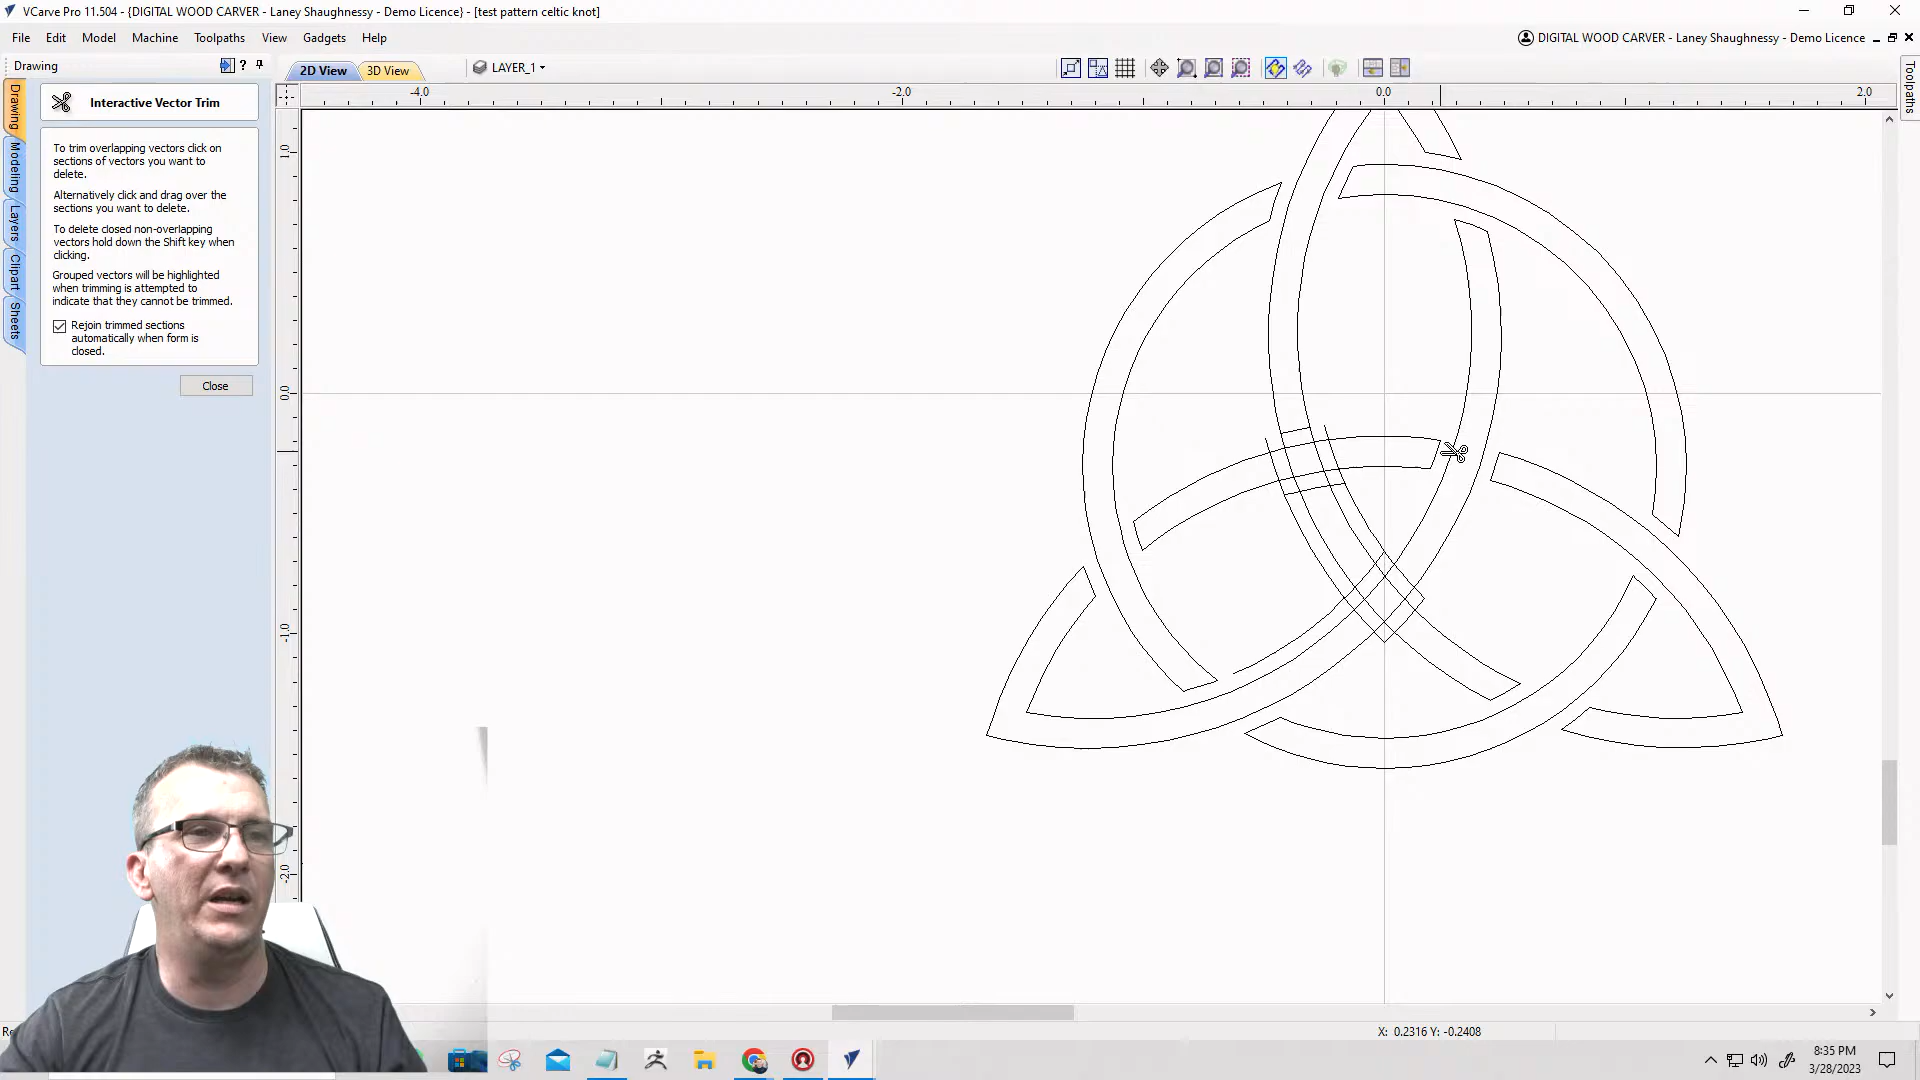 VCarve Pro 11.504 - {DIGITAL WOOD CARVER - Laney Shaughnessy - Demo Licence} - [test pattern celtic knot]
File Edit Model Machine Toolpaths View Gadgets Help
DIGITAL WOOD CARVER - Laney Shaughnessy - Demo Licence
Drawing
2D View
3D View
LAYER_1
Toolpaths
-4.0
-2.0
0.0
2.0
Drawing
Modeling
Layers
Clipart
Sheets
Interactive Vector Trim
To trim overlapping vectors click on
sections of vectors you want to
delete.
Alternatively click and drag over the
sections you want to delete.
To delete closed non-overlapping
vectors hold down the Shift key when
clicking.
Grouped vectors will be highlighted
when trimming is attempted to
indicate that they cannot be trimmed.
Rejoin trimmed sections
automatically when form is
closed.
Close
1.0
0.0
-1.0
-2.0
X: 0.2316 Y: -0.2408
8:35 PM
3/28/2023